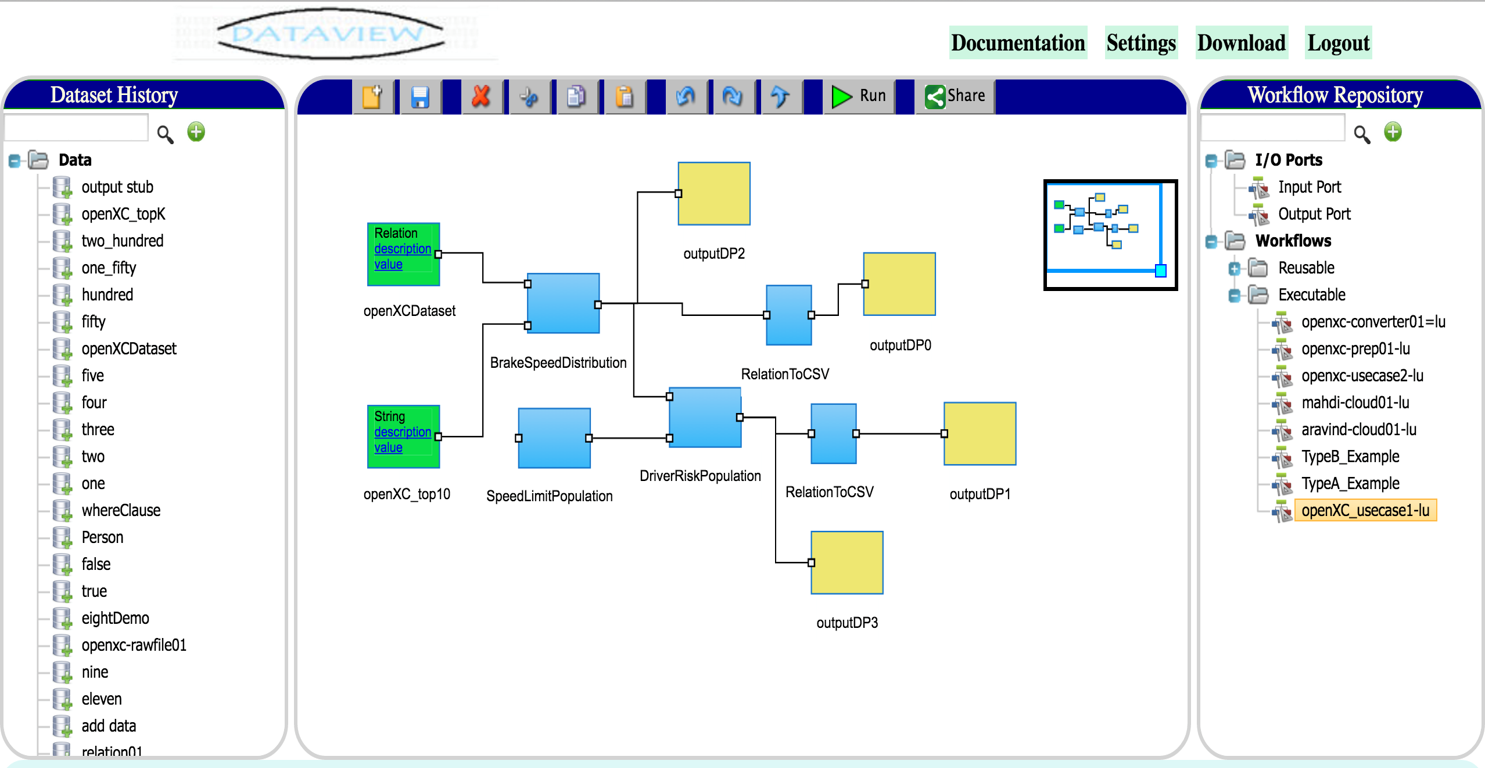 DATAVIEW
Documentation Settings Download Logout
Dataset History
Data
output stub
openXC_topK
two_hundred
one_fifty
hundred
fifty
openXCDataset
five
four
three
two
one
whereClause
Person
false
true
eightDemo
openxc-rawfile01
nine
eleven
add data
relation01
Run
Share
Relation
description
value
openXCDataset
String
description
value
openXC_top10
BrakeSpeedDistribution
SpeedLimitPopulation
outputDP2
RelationToCSV
outputDP0
DriverRiskPopulation
RelationToCSV
outputDP1
outputDP3
Workflow Repository
I/O Ports
Input Port
Output Port
Workflows
Reusable
Executable
openxc-converter01=lu
openxc-prep01-lu
openxc-usecase2-lu
mahdi-cloud01-lu
aravind-cloud01-lu
TypeB_Example
TypeA_Example
openXC_usecase1-lu